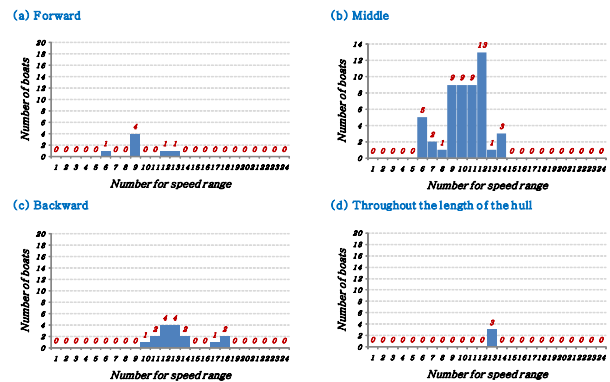 (a) Forward
20
18
16
14
12
10
8
6
4
2
0
Number of boats
0 0 0 0 0 1 0 0 4 0 0 1 1 0 0 0 0 0 0 0 0 0 0 0
1 2 3 4 5 6 7 8 9 10 11 12 13 14 15 16 17 18 19 20 21 22 23 24
Number for speed range
(b) Middle
14
12
10
8
6
4
2
0
Number of boats
0 0 0 0 0 5 2 1 9 9 9 13 1 3 0 0 0 0 0 0 0 0 0 0
1 2 3 4 5 6 7 8 9 10 11 12 13 14 15 16 17 18 19 20 21 22 23 24
Number for speed range
(c) Backward
20
18
16
14
12
10
8
6
4
2
0
Number of boats
0 0 0 0 0 0 0 0 0 1 2 4 4 2 0 0 1 2 0 0 0 0 0 0
1 2 3 4 5 6 7 8 9 10 11 12 13 14 15 16 17 18 19 20 21 22 23 24
Number for speed range
(d) Throughout the length of the hull
20
18
16
14
12
10
8
6
4
2
0
Number of boats
0 0 0 0 0 0 0 0 0 0 0 0 3 0 0 0 0 0 0 0 0 0 0 0
1 2 3 4 5 6 7 8 9 10 11 12 13 14 15 16 17 18 19 20 21 22 23 24
Number for speed range